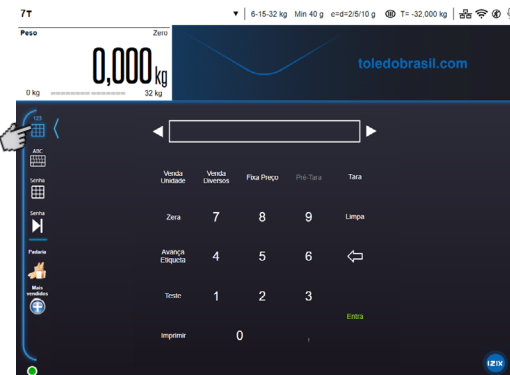 7T
6-15-32 kg Min 40 g e=d=2/5/10 g T= -32,000 kg
Peso Zero
0,000 kg
0 kg 32 kg
toledobrasil.com
123
ABC
Senha
Senha
Padaria
Mais
vendidos
Venda
Unidade
Venda
Diversos
Fixa Preço
Pré-Tara
Tara
Zera 7 8 9 Limpa
Avança
Etiqueta
4 5 6
Teste 1 2 3
Entra
Imprimir 0 ,
IZIX